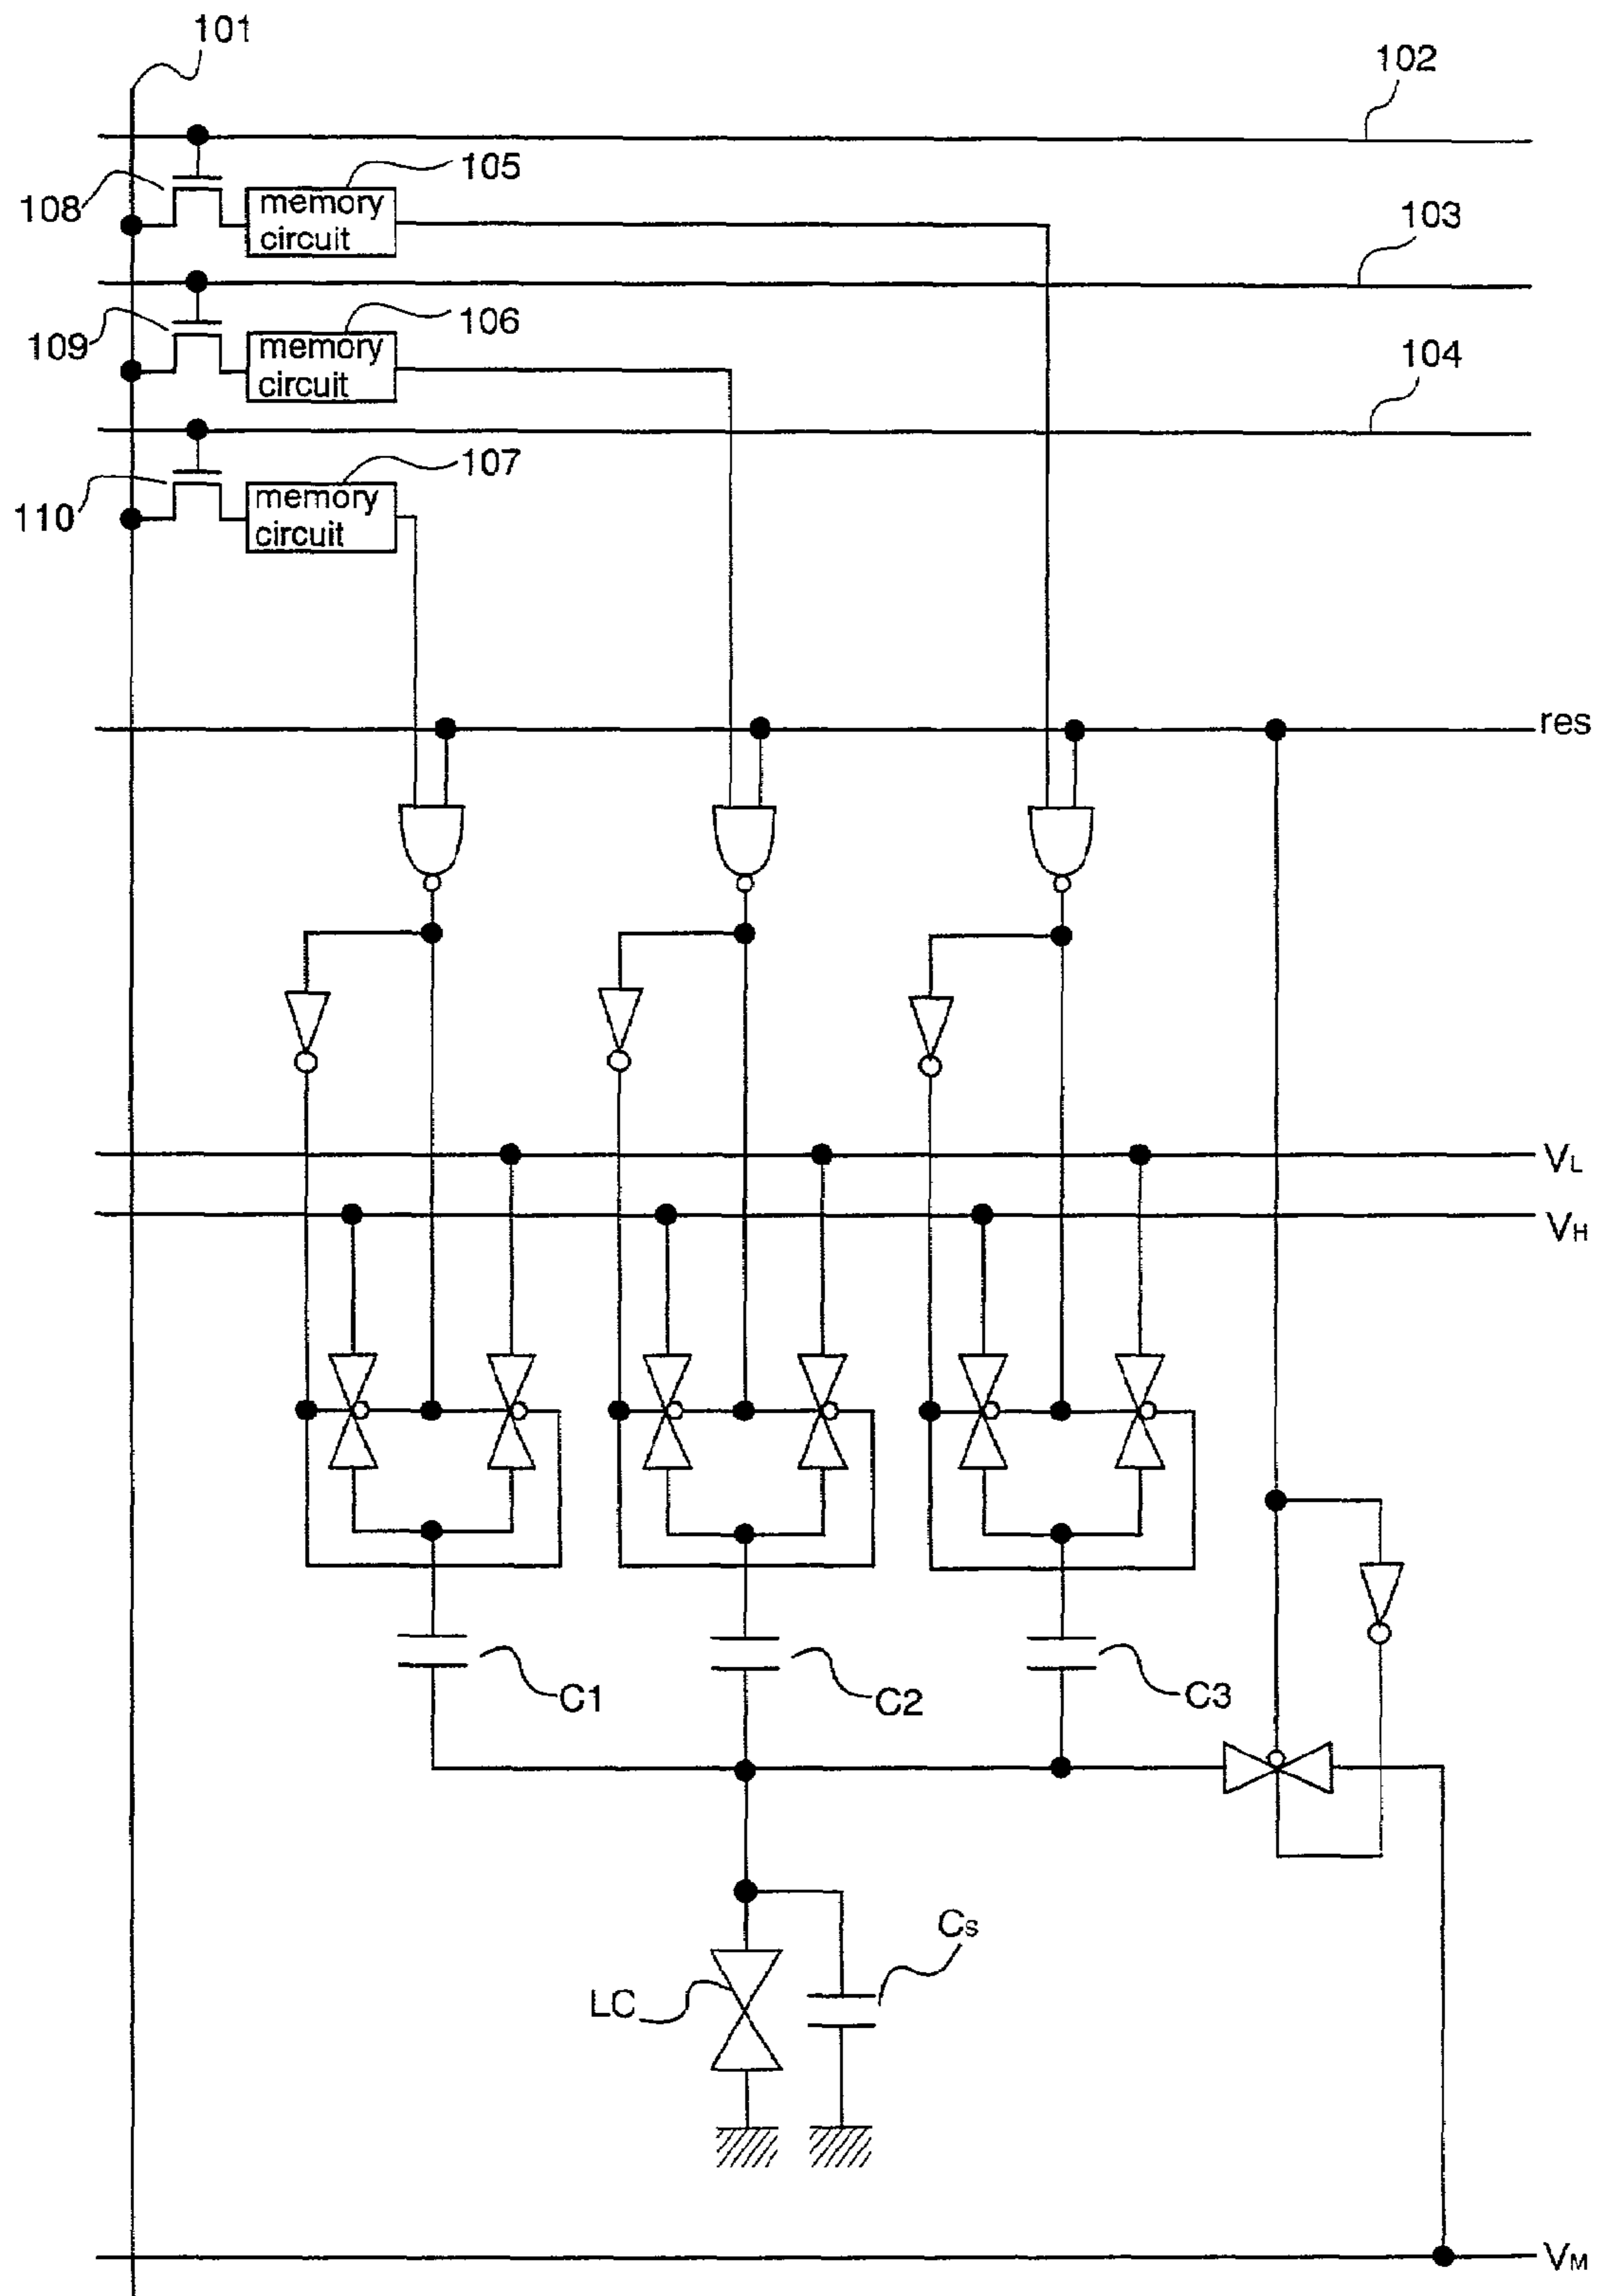 101
102
105
108
memory
circuit
103
106
109
memory
circuit
104
107
110
memory
circuit
res
VL
VH
C1
C2
C3
Cs
LC
VM